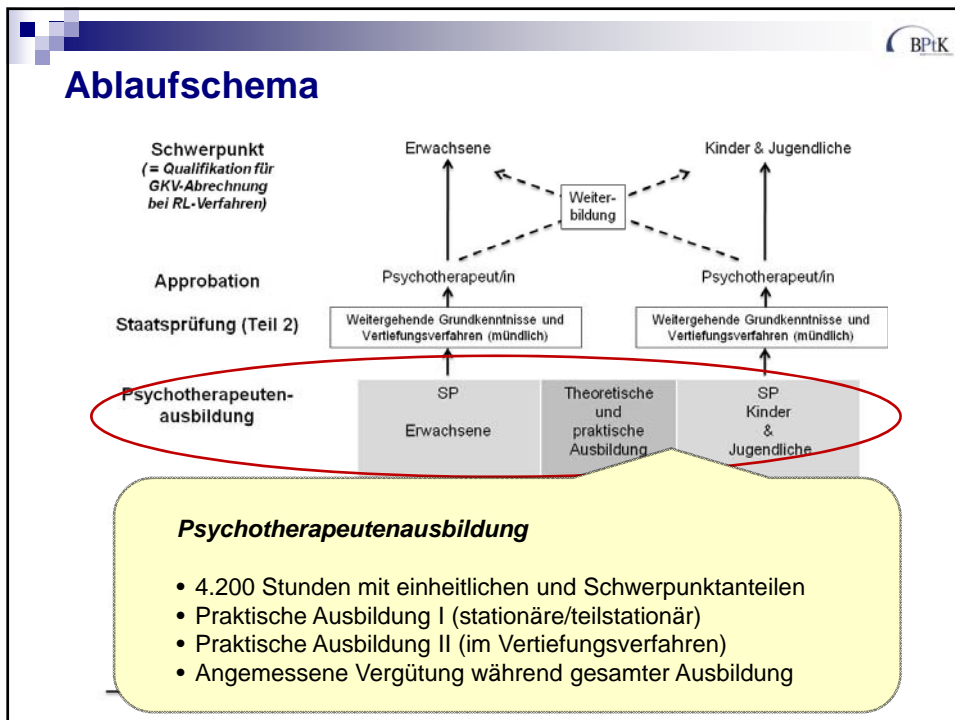 BPtK
Ablaufschema
Schwerpunkt
(= Qualifikation für
GKV-Abrechnung
bei RL-Verfahren)
Erwachsene
Kinder & Jugendliche
Weiter-
bildung
Approbation
Psychotherapeut/in
Psychotherapeut/in
Staatsprüfung (Teil 2)
Weitergehende Grundkenntnisse und
Vertiefungsverfahren (mündlich)
Weitergehende Grundkenntnisse und
Vertiefungsverfahren (mündlich)
Psychotherapeuten-
ausbildung
SP
Erwachsene
Theoretische
und
praktische
Ausbildung
SP
Kinder
&
Jugendliche
Psychotherapeutenausbildung
• 4.200 Stunden mit einheitlichen und Schwerpunktanteilen
• Praktische Ausbildung I (stationäre/teilstationär)
• Praktische Ausbildung II (im Vertiefungsverfahren)
• Angemessene Vergütung während gesamter Ausbildung